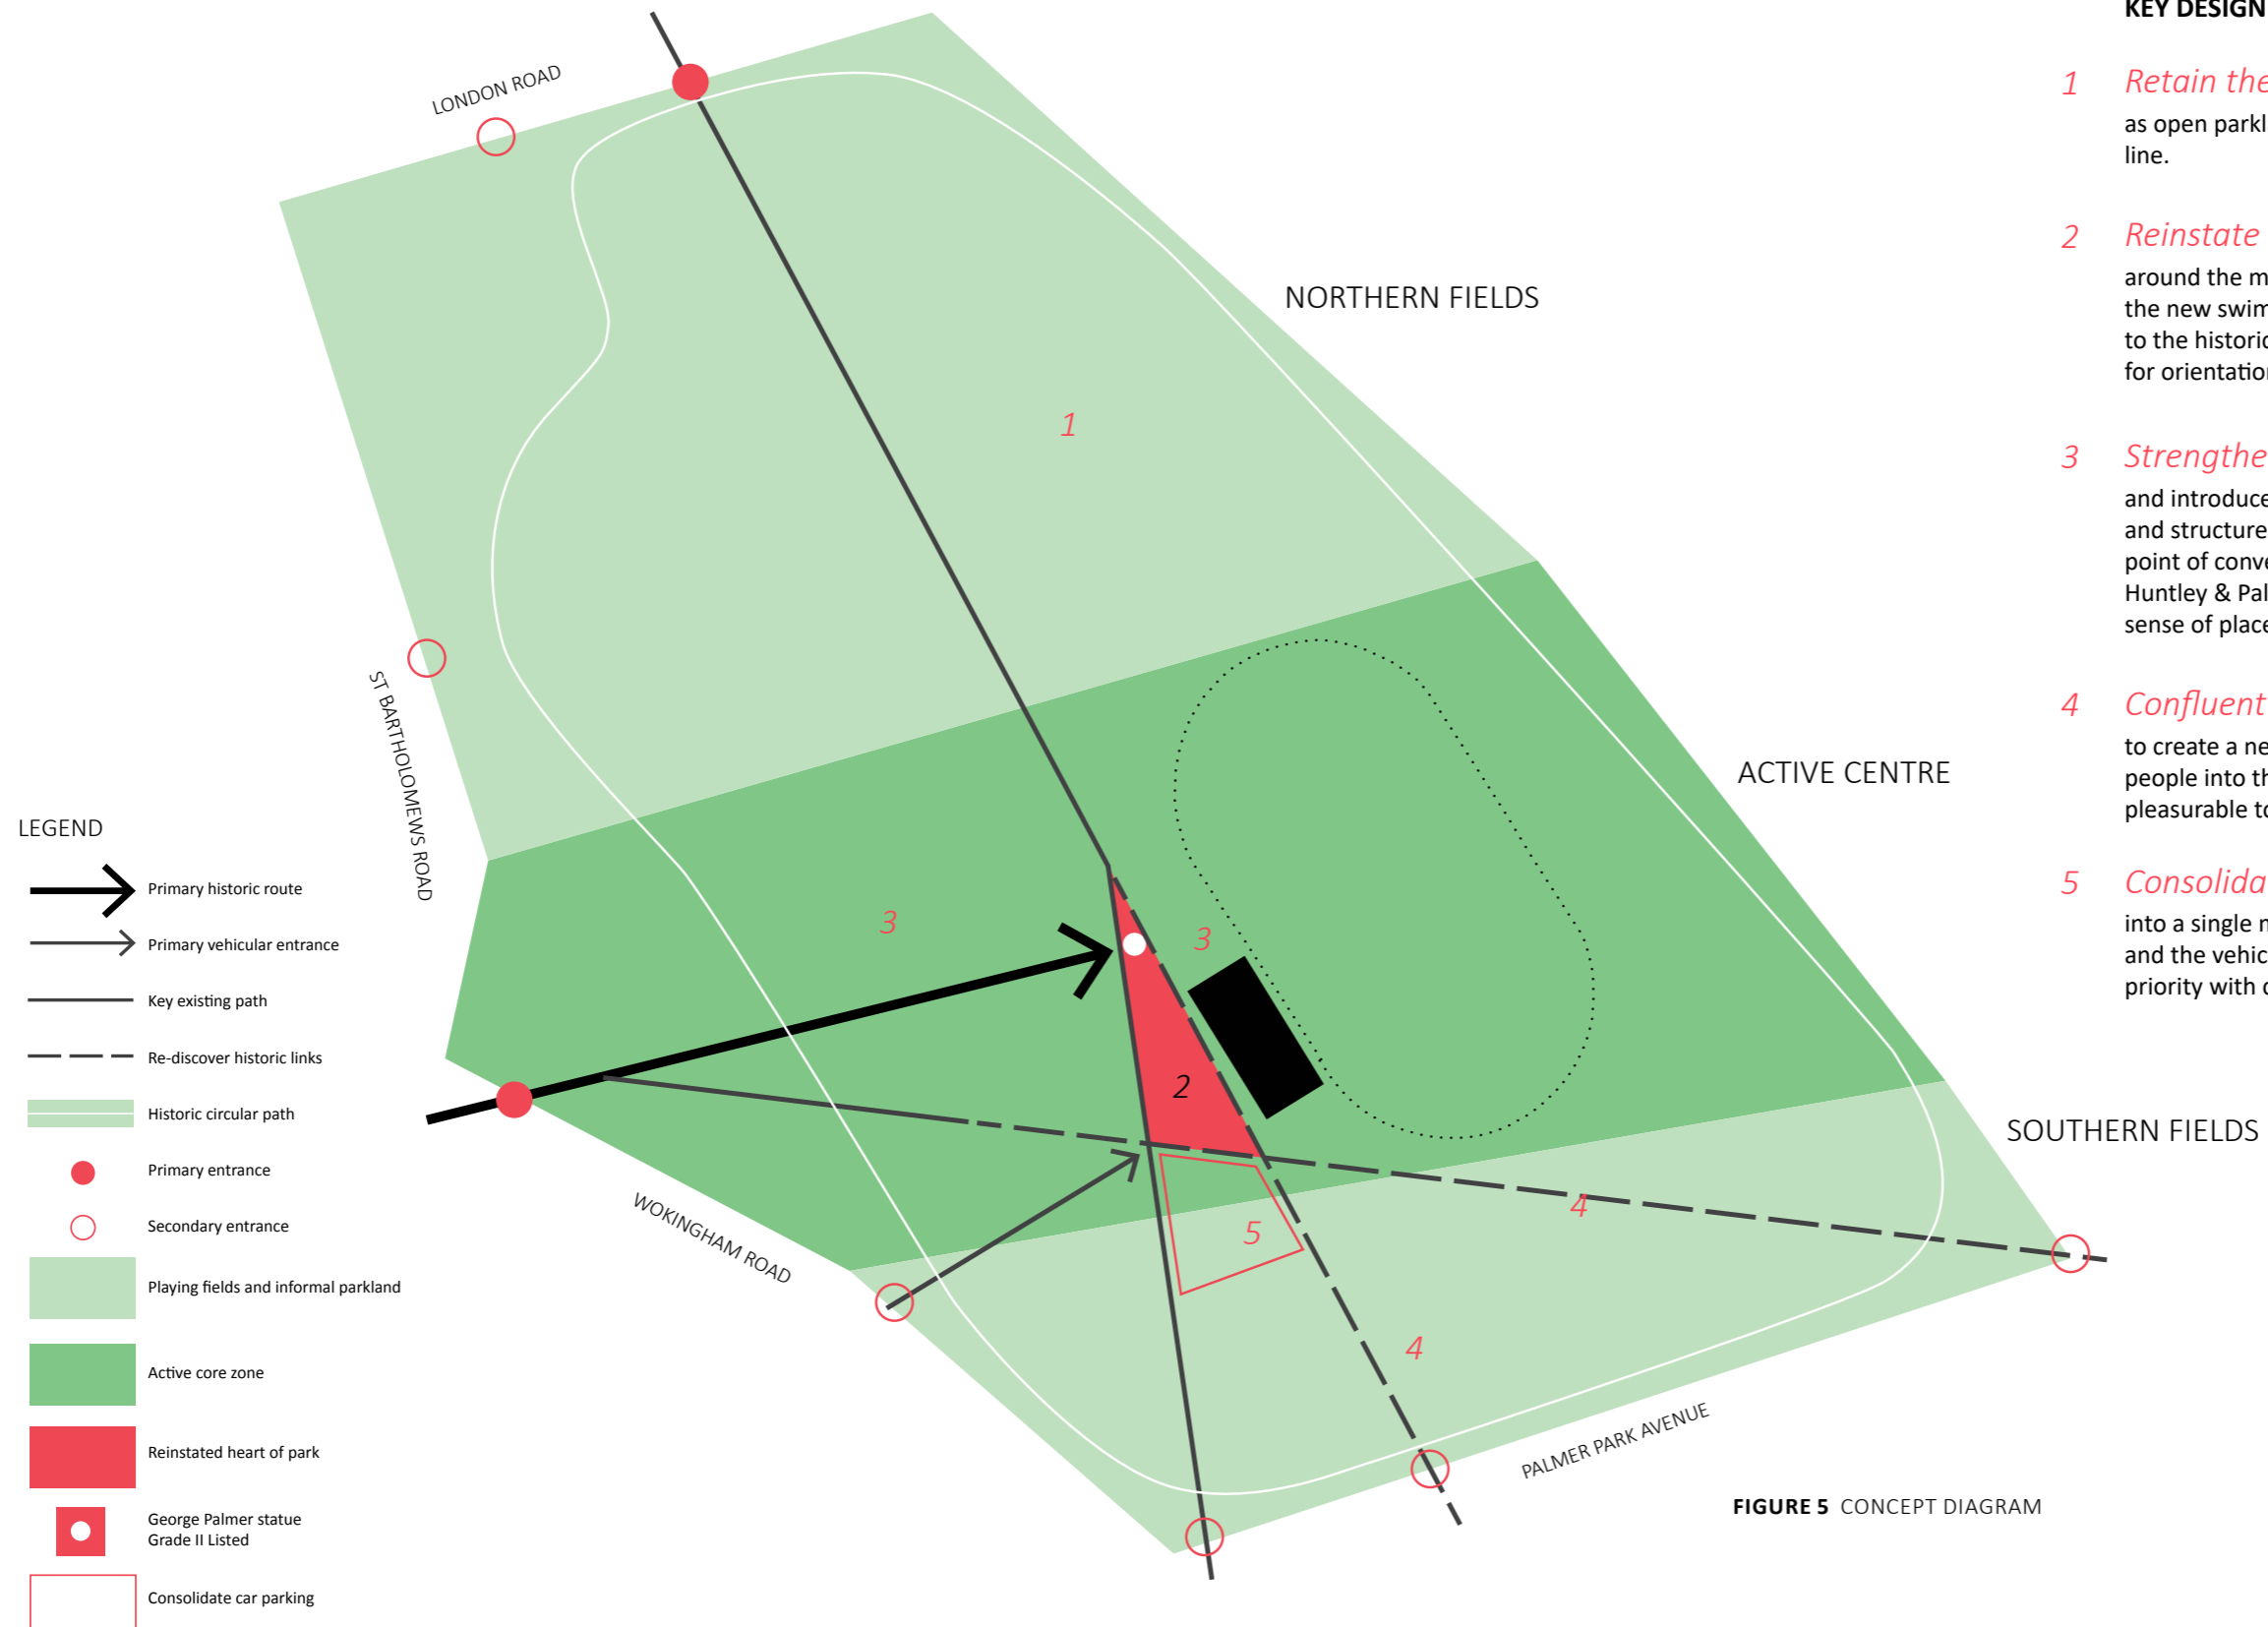 LONDON ROAD
NORTHERN FIELDS
1
ST BARTHOLOMEWS ROAD
ACTIVE CENTRE
3
3
2
SOUTHERN FIELDS
WOKINGHAM ROAD
4
5
4
PALMER PARK AVENUE
FIGURE 5 CONCEPT DIAGRAM
LEGEND
Primary historic route
Primary vehicular entrance
Key existing path
Re-discover historic links
Historic circular path
Primary entrance
Secondary entrance
Playing fields and informal parkland
Active core zone
Reinstated heart of park
George Palmer statue
Grade II Listed
Consolidate car parking
KEY DESIGN
1 Retain the
as open parkl
line.
2 Reinstate
around the m
the new swim
to the historic
for orientation
3 Strengthe
and introduce
and structure
point of conve
Huntley & Pal
sense of place
4 Confluent
to create a ne
people into th
pleasurable to
5 Consolida
into a single n
and the vehic
priority with c